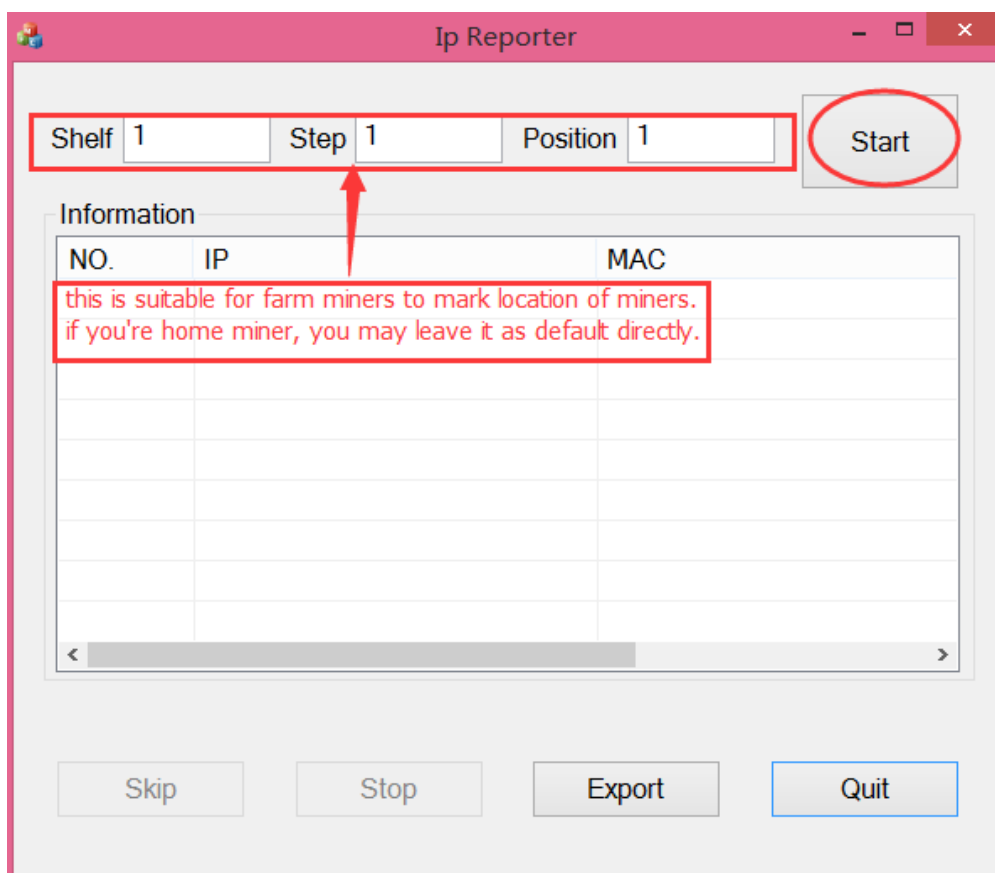 Ip Reporter
Shelf 1 Step 1 Position 1 Start
Information
NO. IP MAC
this is suitable for farm miners to mark location of miners.
if you're home miner, you may leave it as default directly.
Skip Stop Export Quit